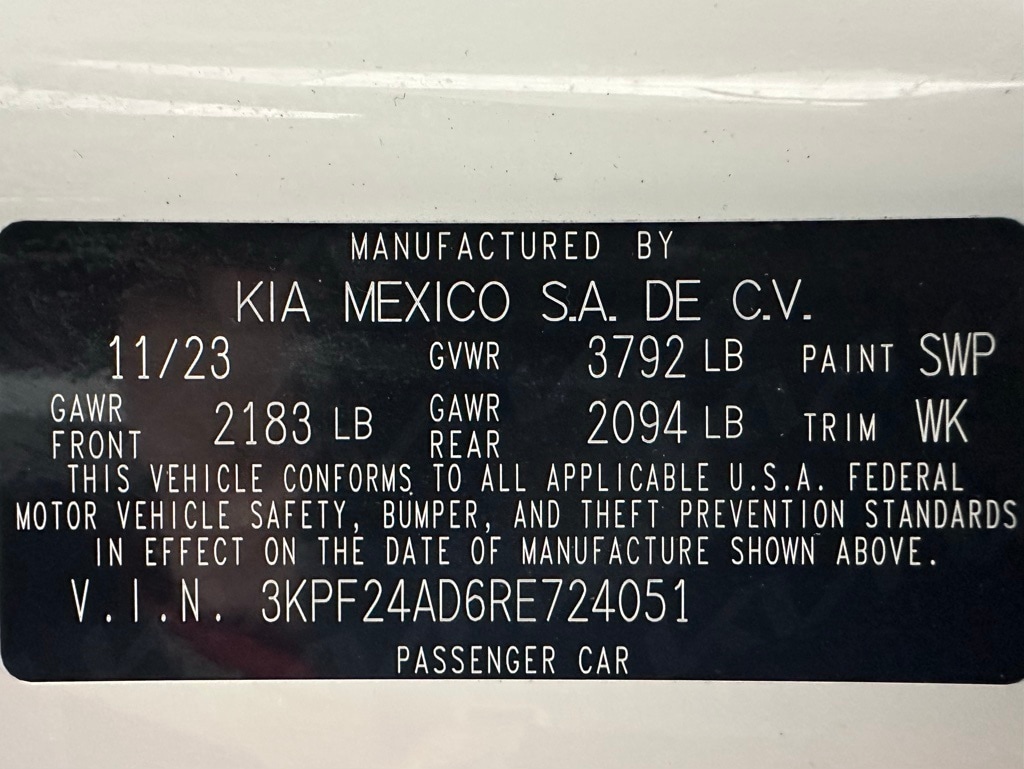 MANUFACTURED BY
KIA MEXICO S.A. DE C.V.
11/23 GVWR 3792 LB PAINT SWP
GAWR FRONT 2183 LB GAWR REAR 2094 LB TRIM WK
THIS VEHICLE CONFORMS TO ALL APPLICABLE U.S.A. FEDERAL
MOTOR VEHICLE SAFETY, BUMPER, AND THEFT PREVENTION STANDARDS
IN EFFECT ON THE DATE OF MANUFACTURE SHOWN ABOVE.
V.I.N. 3KPF24AD6RE724051
PASSENGER CAR